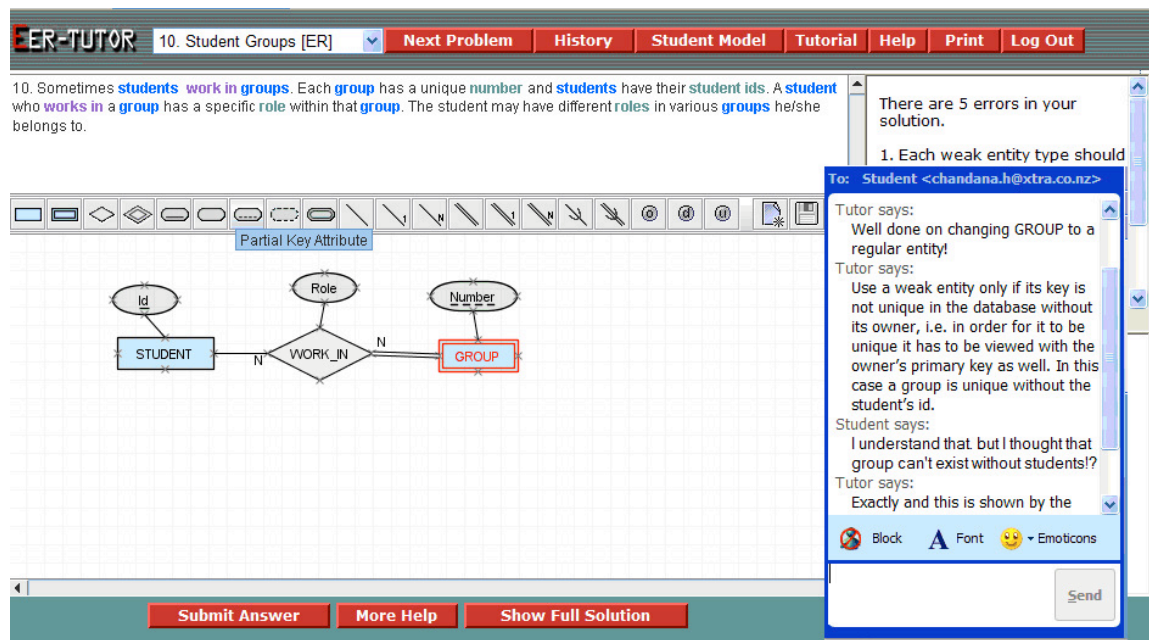 EER-TUTOR
10. Student Groups [ER]
Next Problem
History
Student Model
Tutorial
Help
Print
Log Out
10. Sometimes students work in groups. Each group has a unique number and students have their student ids. A student
who works in a group has a specific role within that group. The student may have different roles in various groups he/she
belongs to.
There are 5 errors in your
solution.
1. Each weak entity type should
1
N
1
N
o
d
u
Partial Key Attribute
Id
Role
Number
STUDENT
N
WORK_IN
N
GROUP
To: Student <chandana.h@xtra.co.nz>
Tutor says:
Well done on changing GROUP to a
regular entity!
Tutor says:
Use a weak entity only if its key is
not unique in the database without
its owner, i.e. in order for it to be
unique it has to be viewed with the
owner's primary key as well. In this
case a group is unique without the
student's id.
Student says:
I understand that. but I thought that
group can't exist without students!?
Tutor says:
Exactly and this is shown by the
Block
A Font
Emoticons
Send
Submit Answer
More Help
Show Full Solution